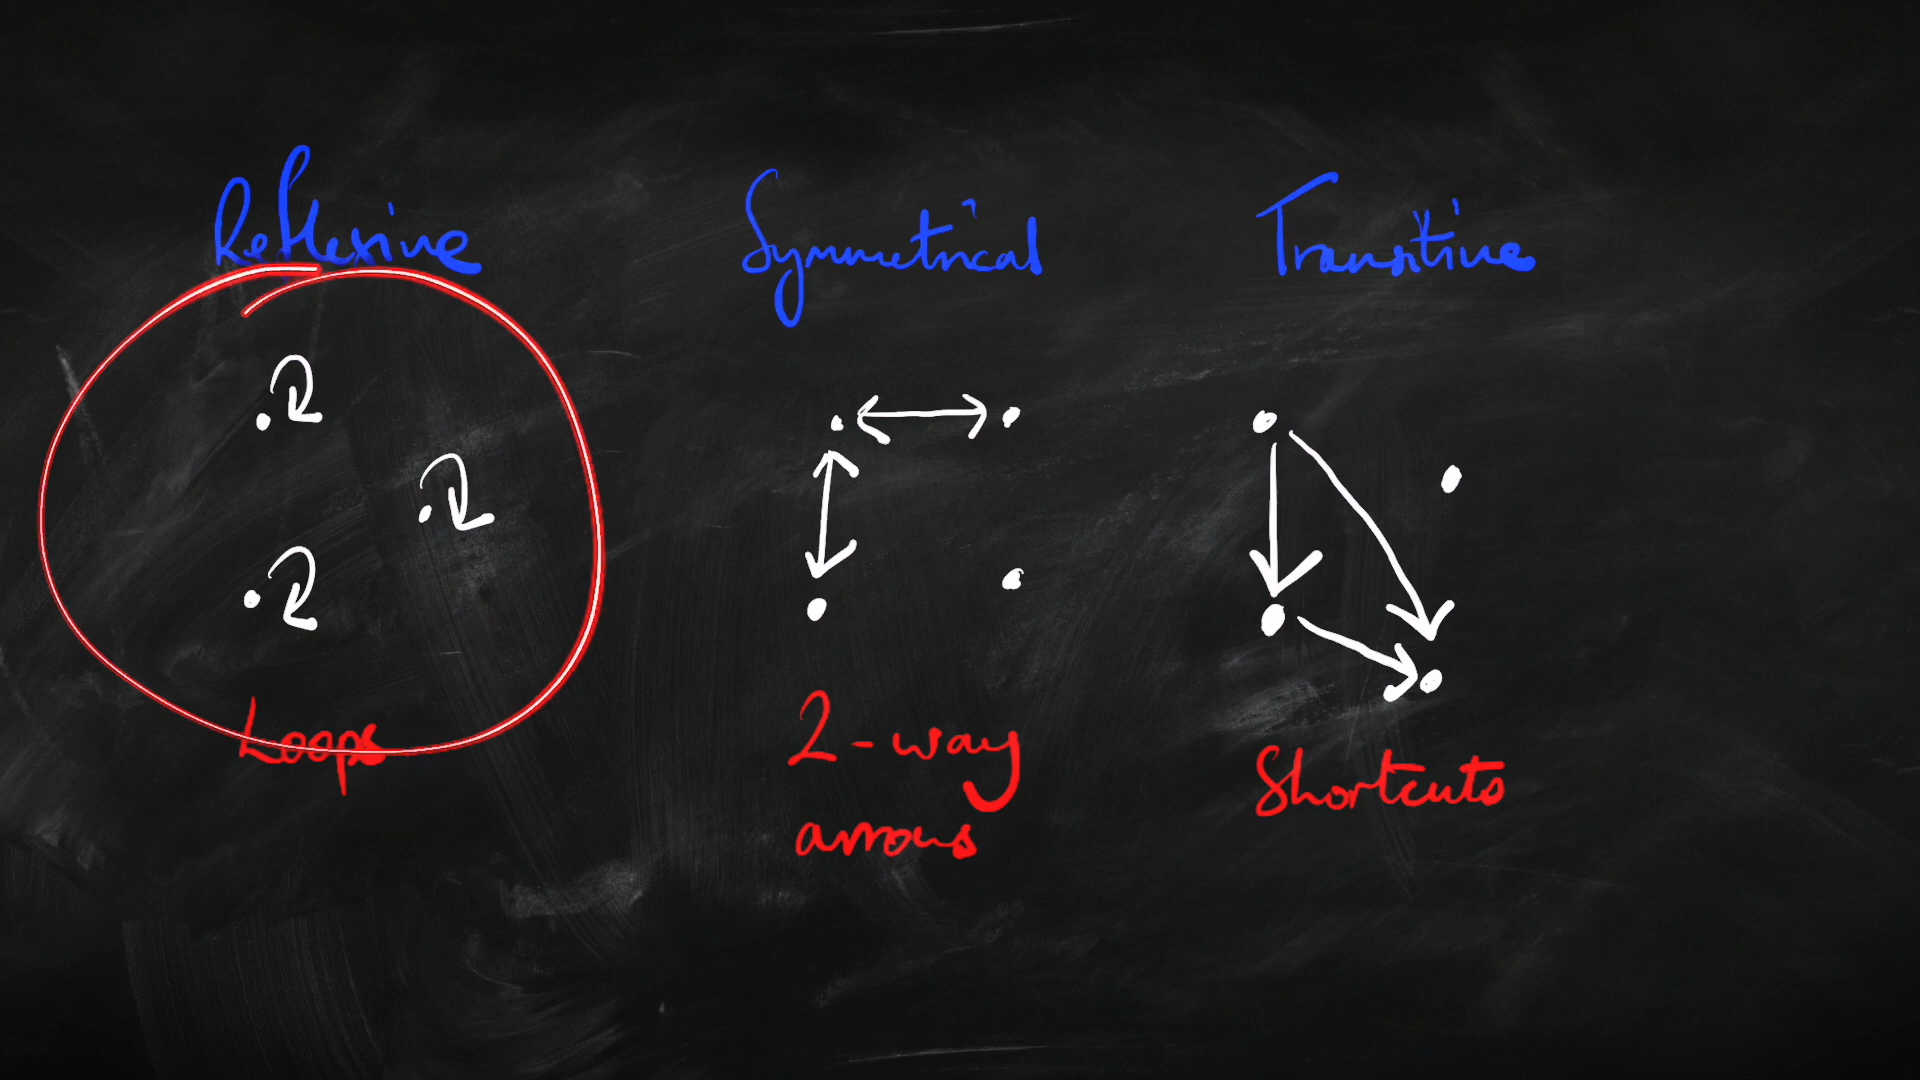 Reflexive
Symmetrical
Transitive
Loops
2-way
arrows
Shortcuts